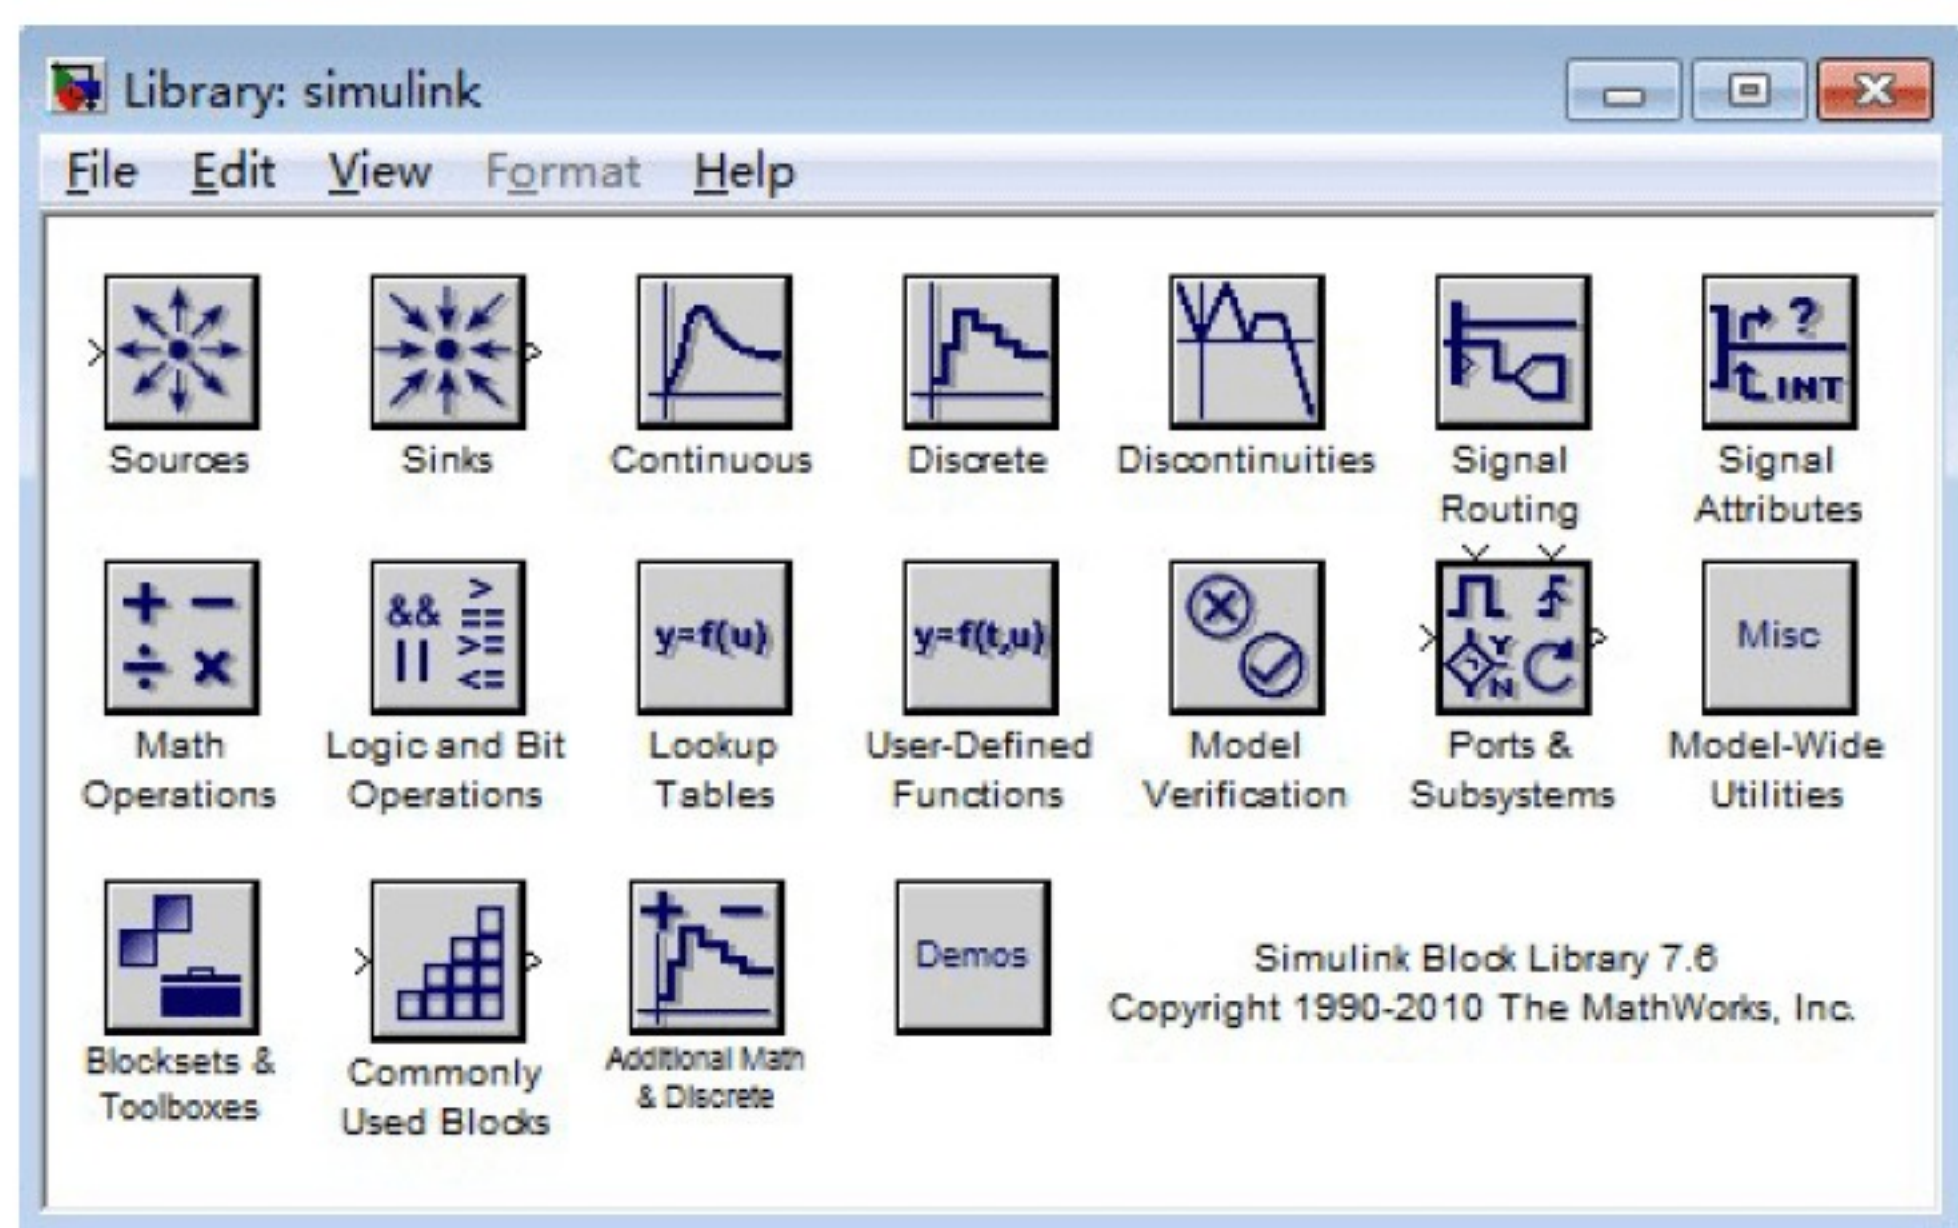 Library: simulink
File Edit View Format Help
Sources Sinks Continuous Discrete Discontinuities Signal Routing Signal Attributes
? INT
+ − ÷ × && || > == >= <= y=f(u) y=f(t,u) Y N Misc
Math Operations Logic and Bit Operations Lookup Tables User-Defined Functions Model Verification Ports & Subsystems Model-Wide Utilities
+ − Demos
Blocksets & Toolboxes Commonly Used Blocks Additional Math & Discrete
Simulink Block Library 7.6
Copyright 1990-2010 The MathWorks, Inc.